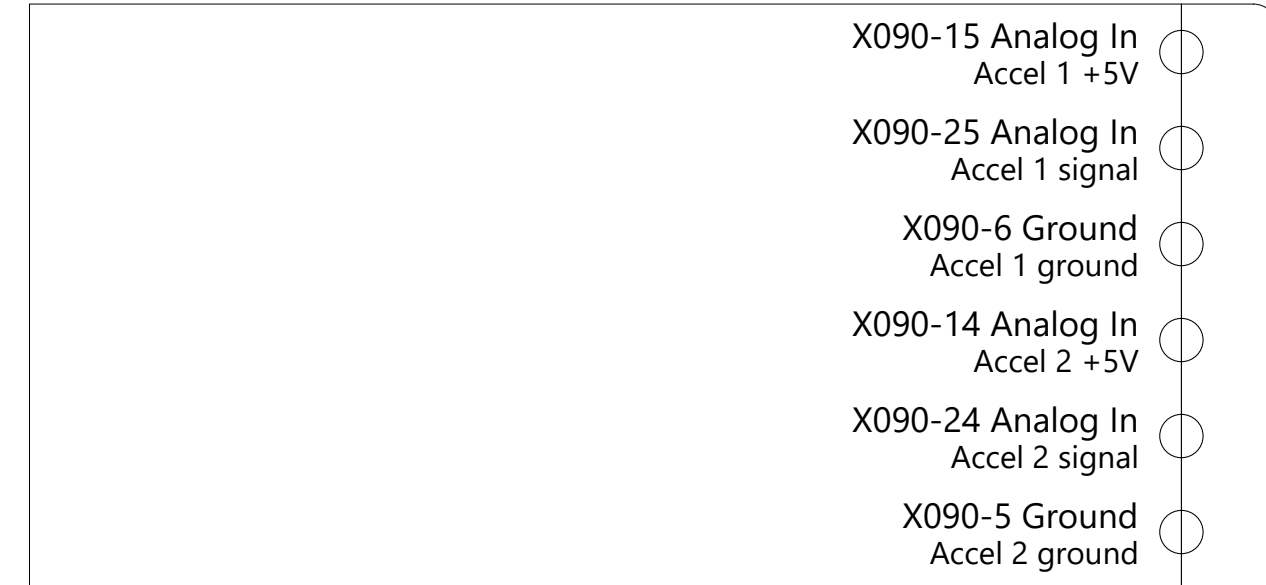 X090-15 Analog In
Accel 1 +5V
X090-25 Analog In
Accel 1 signal
X090-6 Ground
Accel 1 ground
X090-14 Analog In
Accel 2 +5V
X090-24 Analog In
Accel 2 signal
X090-5 Ground
Accel 2 ground